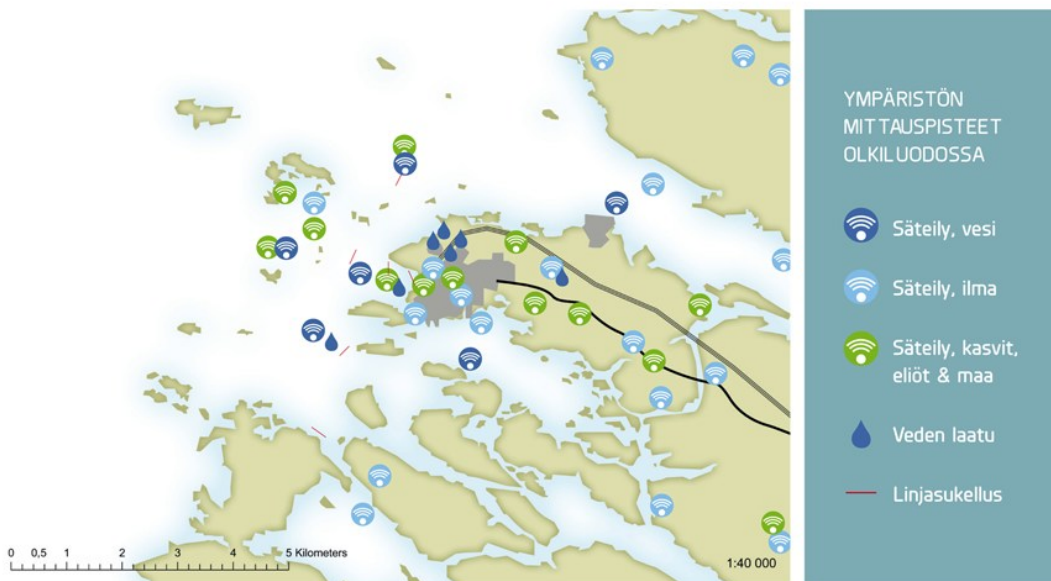 YMPÄRISTÖN
MITTAUSPISTEET
OLKILUODOSSA
Säteily, vesi
Säteily, ilma
Säteily, kasvit,
eliöt & maa
Veden laatu
Linjasukellus
0 0,5 1 2 3 4 5 Kilometers
1:40 000